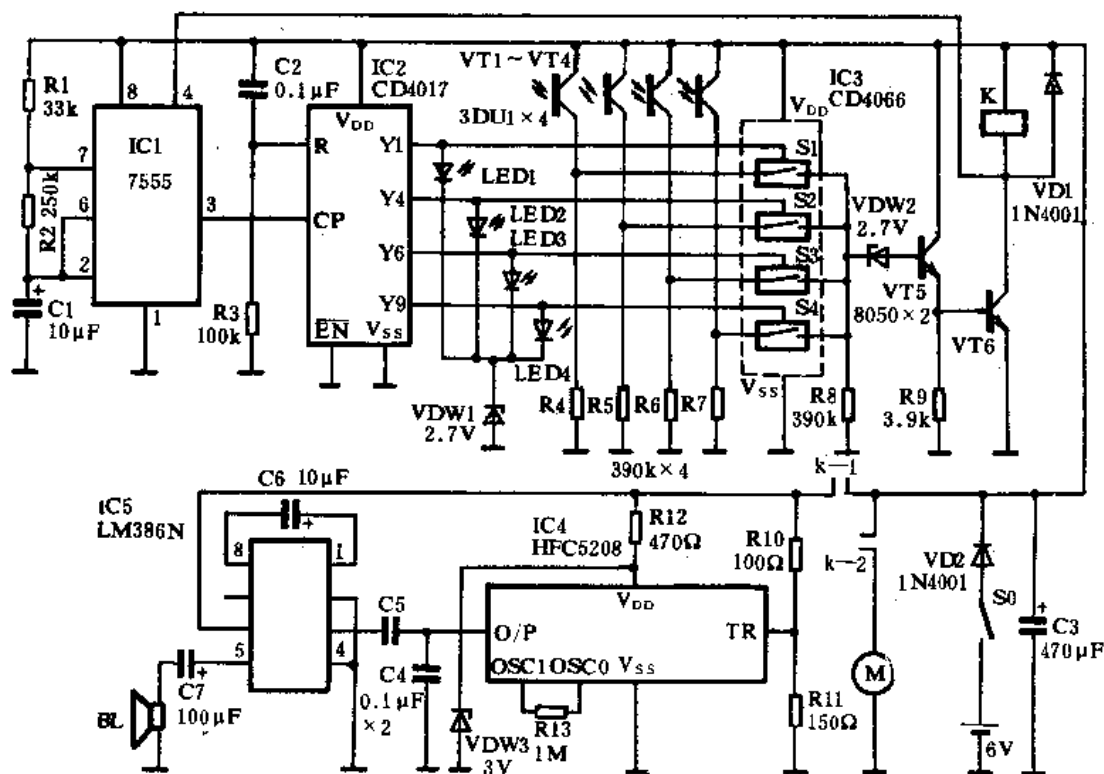 R1
33k
8
4
C2
0.1μF
IC2
CD4017
VT1~VT4
3DU1×4
IC3
CD4066
K
VD1
1N4001
7
IC1
7555
6
3
2
1
R2 250k
C1
10μF
R3
100k
VDD
R
CP
EN
VSS
Y1
Y4
Y6
Y9
LED1
LED2
LED3
LED4
VDW1
2.7V
VDD
S1
S2
S3
S4
VSS
VDW2
2.7V
VT5
8050×2
VT6
R4
R5
R6
R7
390k×4
R8
390k
R9
3.9k
k-1
IC5
LM386N
C6 10μF
8
1
5
4
C7
100μF
BL
C5
C4
0.1μF
×2
VDW3
3V
R12
470Ω
IC4
HFC5208
VDD
O/P
TR
OSC1 OSC0 VSS
R13
1M
R10
100Ω
R11
150Ω
k-2
M
VD2
1N4001
S0
6V
C3
470μF